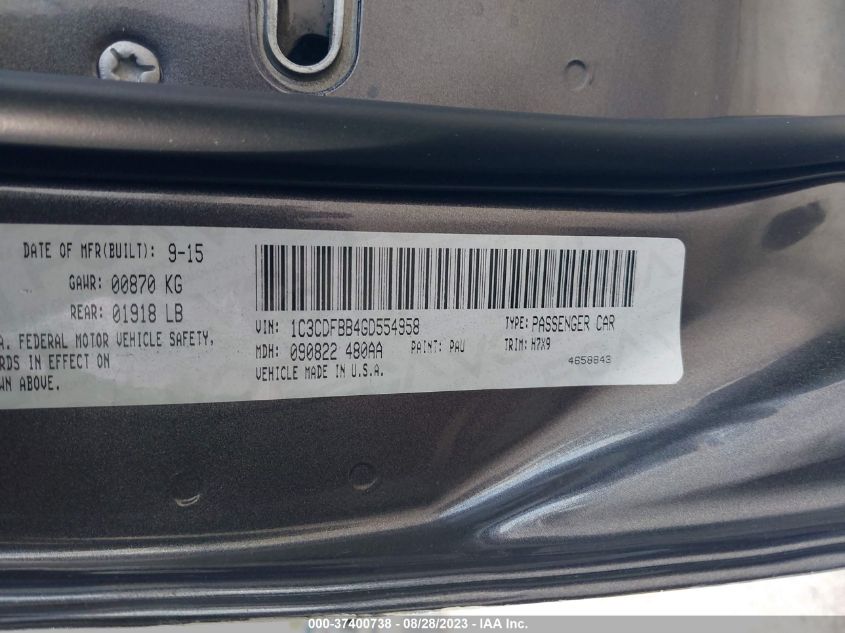 DATE OF MFR(BUILT): 9-15
GAWR: 00870 KG
REAR: 01918 LB
A. FEDERAL MOTOR VEHICLE SAFETY,
RDS IN EFFECT ON
WN ABOVE.
VIN: 1C3CDFBB4GD554958
TYPE: PASSENGER CAR
MDH: 090822 480AA
PAINT: PAU
TRIM: H7X9
VEHICLE MADE IN U.S.A.
4658843
000-37400738 - 08/28/2023 - IAA Inc.